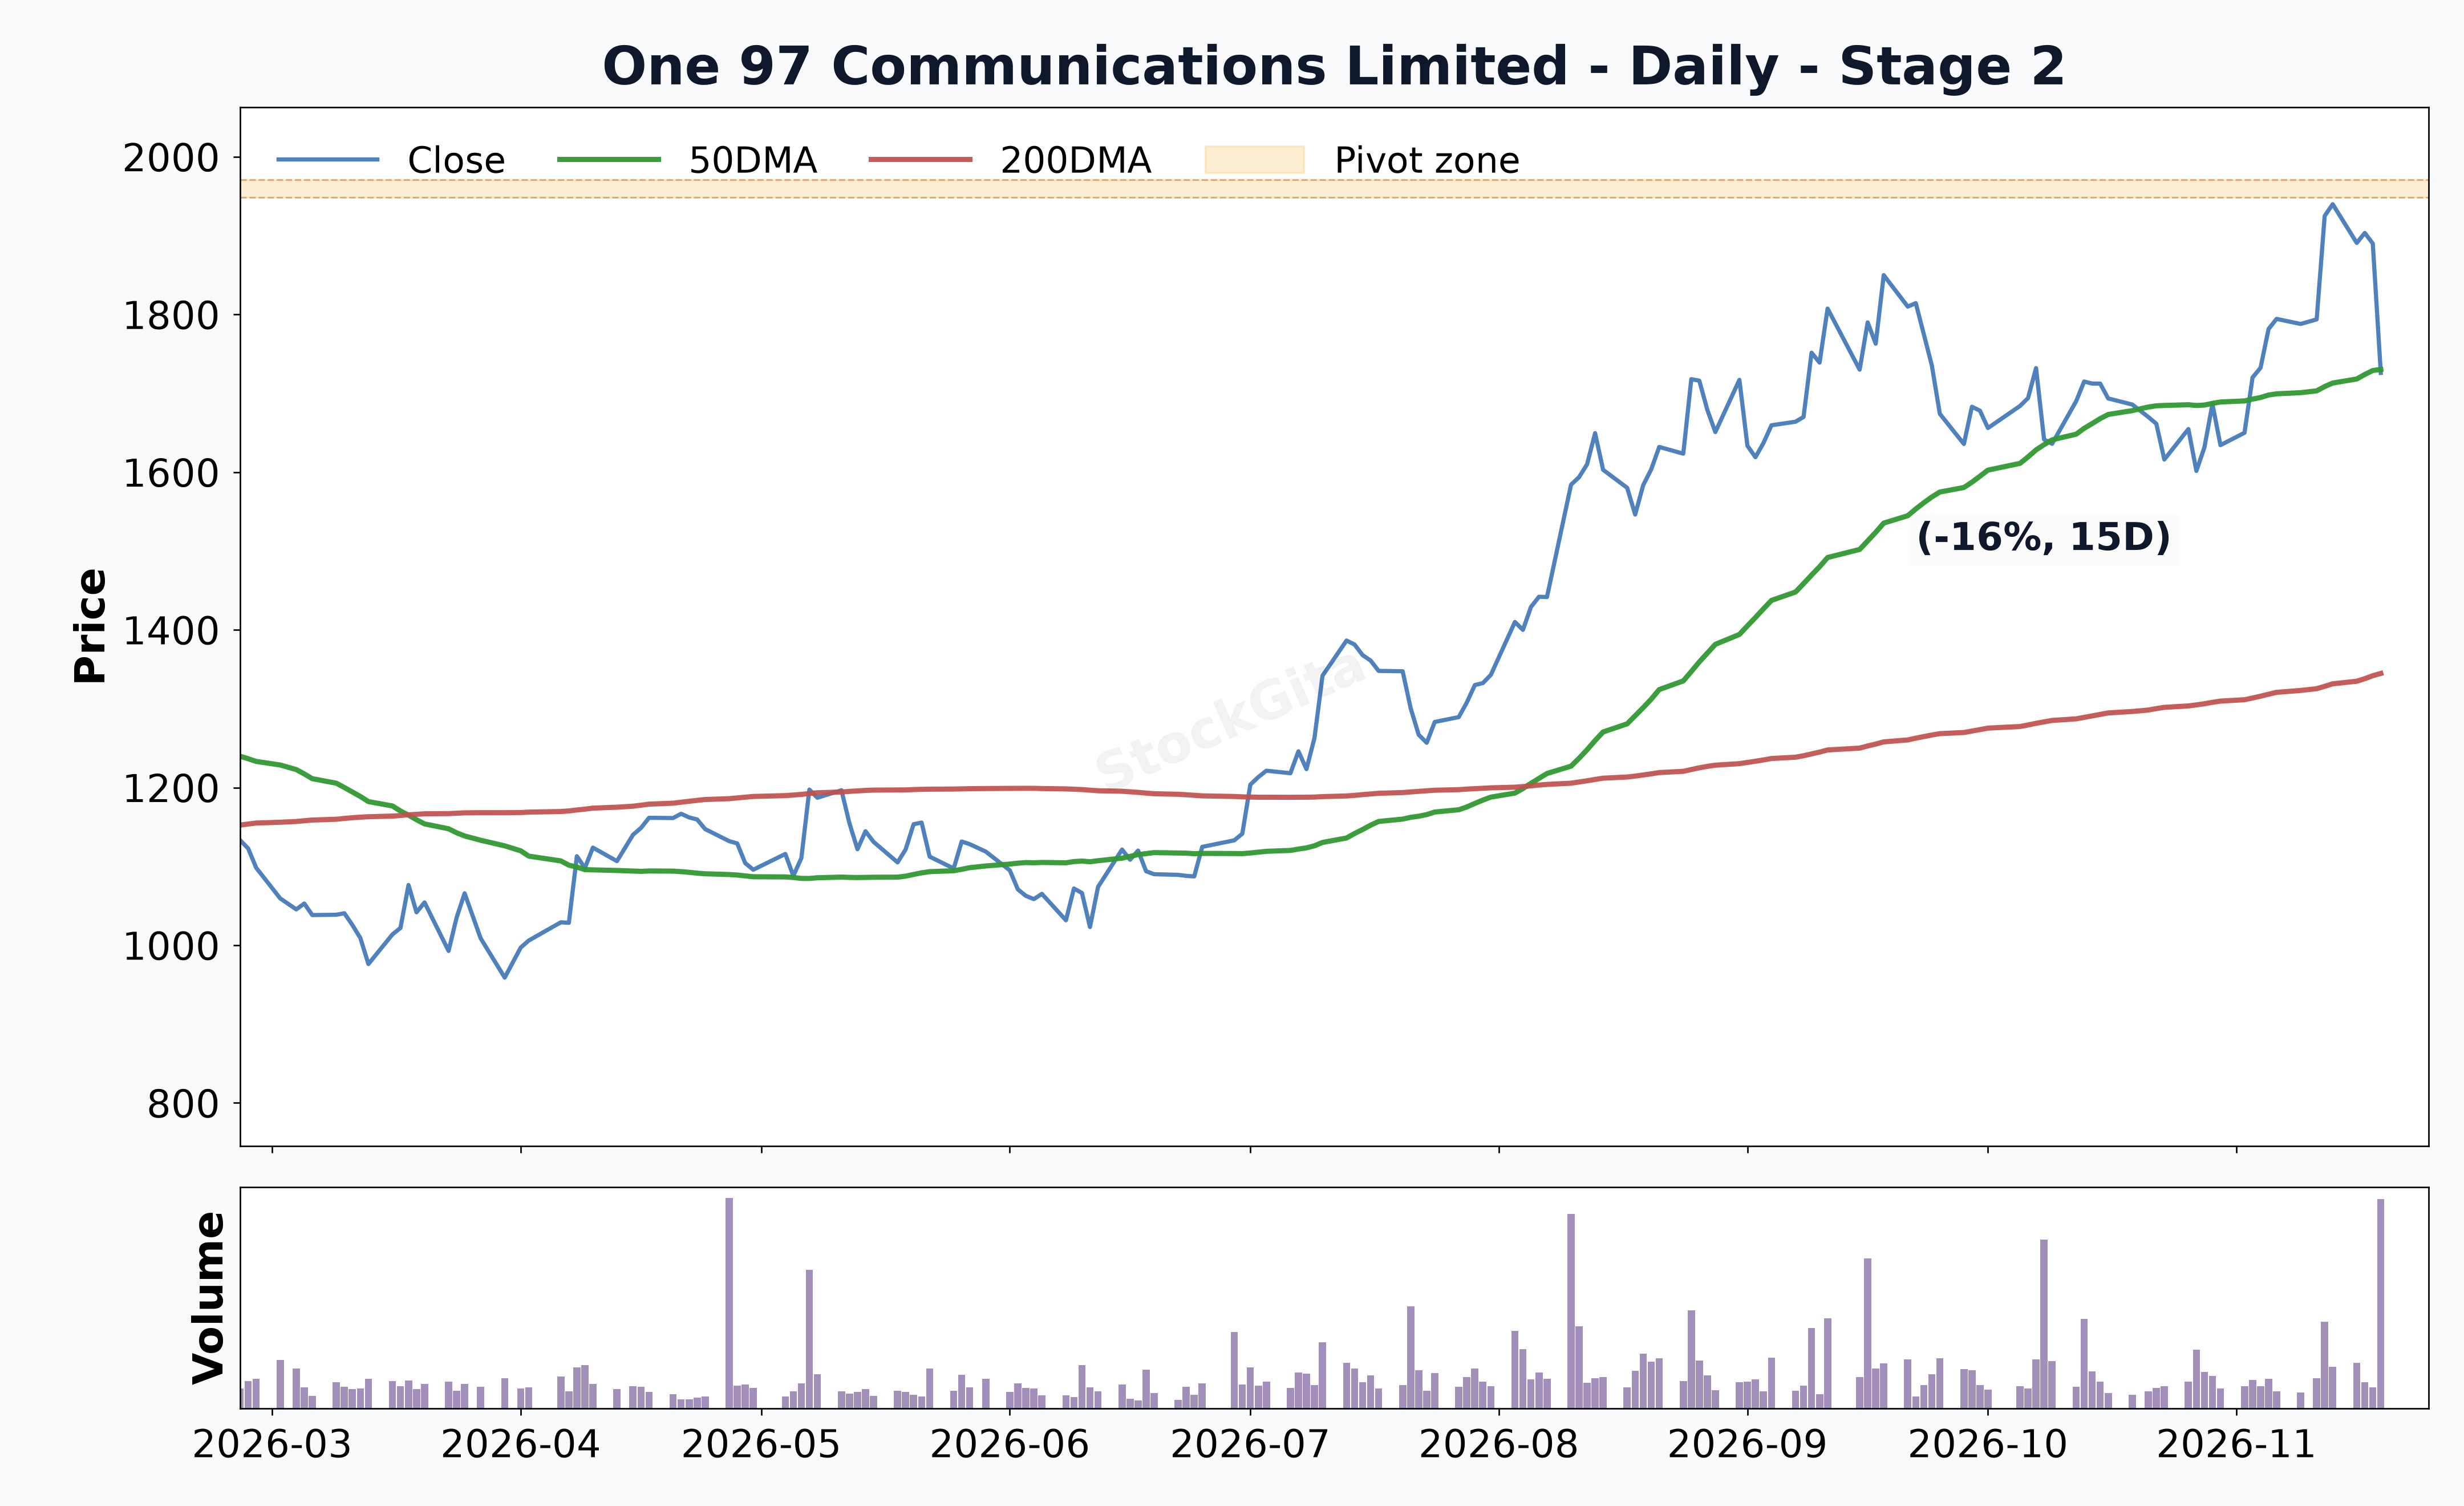 One 97 Communications Limited - Daily - Stage 2
Close 50DMA 200DMA Pivot zone
2000
1800
1600
1400
1200
1000
800
Price
(-16%, 15D)
StockGita
Volume
2026-03 2026-04 2026-05 2026-06 2026-07 2026-08 2026-09 2026-10 2026-11